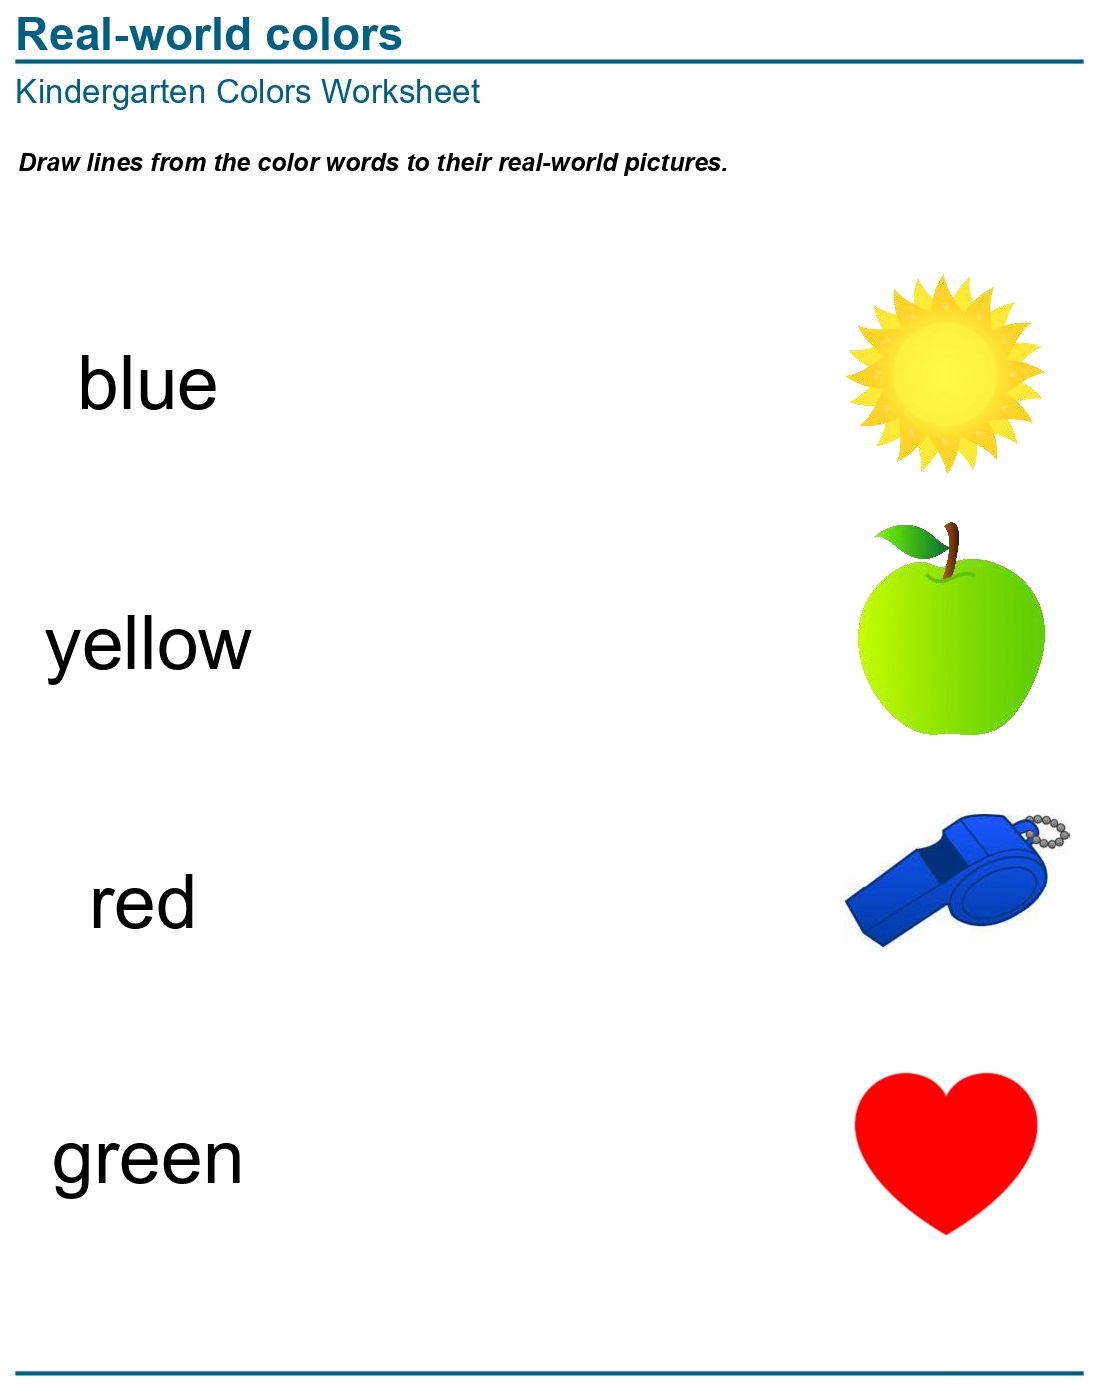 Real-world colors
Kindergarten Colors Worksheet
Draw lines from the color words to their real-world pictures.
blue
yellow
red
green